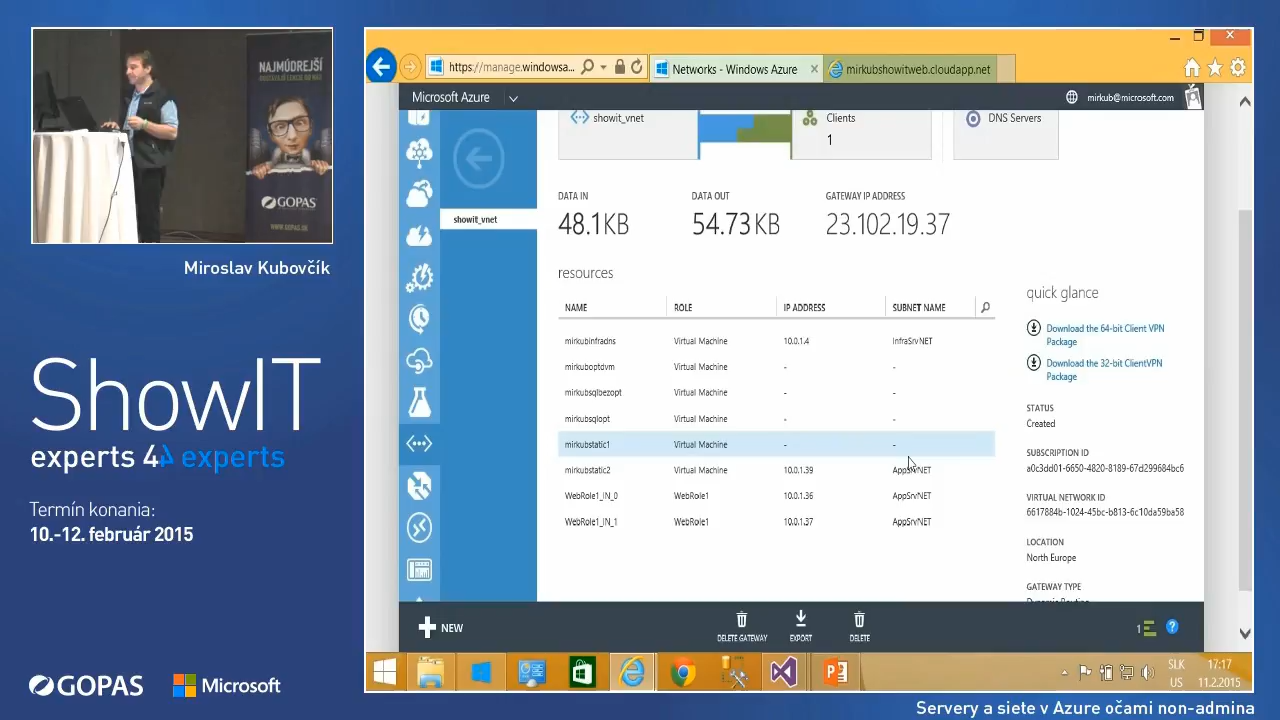 NAJMÚDREJŠÍ
GOPAS
WWW.GOPAS.SK
Miroslav Kubovčík
ShowIT
experts 4 experts
Termín konania:
10.-12. február 2015
GOPAS
Microsoft
https://manage.windowsa...
Networks - Windows Azure
mirkubshowitweb.cloudapp.net
Microsoft Azure
mirkub@microsoft.com
showit_vnet
showit_vnet
Clients
1
DNS Servers
DATA IN
DATA OUT
GATEWAY IP ADDRESS
48.1KB
54.73 KB
23.102.19.37
resources
NAME ROLE IP ADDRESS SUBNET NAME
mirkubinfradns Virtual Machine 10.0.1.4 InfraSrvNET
mirkuboptdvm Virtual Machine - -
mirkubsqlbezopt Virtual Machine - -
mirkubsqlopt Virtual Machine - -
mirkubstatic1 Virtual Machine - -
mirkubstatic2 Virtual Machine 10.0.1.39 AppSrvNET
WebRole1_IN_0 WebRole1 10.0.1.36 AppSrvNET
WebRole1_IN_1 WebRole1 10.0.1.37 AppSrvNET
quick glance
Download the 64-bit Client VPN
Package
Download the 32-bit ClientVPN
Package
STATUS
Created
SUBSCRIPTION ID
a0c3dd01-6650-4820-8189-67d299684bc6
VIRTUAL NETWORK ID
6617884b-1024-45bc-b813-6c10da59ba58
LOCATION
North Europe
GATEWAY TYPE
Dynamic Routing
NEW
DELETE GATEWAY
EXPORT
DELETE
1
SLK
US
17:17
11.2.2015
Servery a siete v Azure očami non-admina